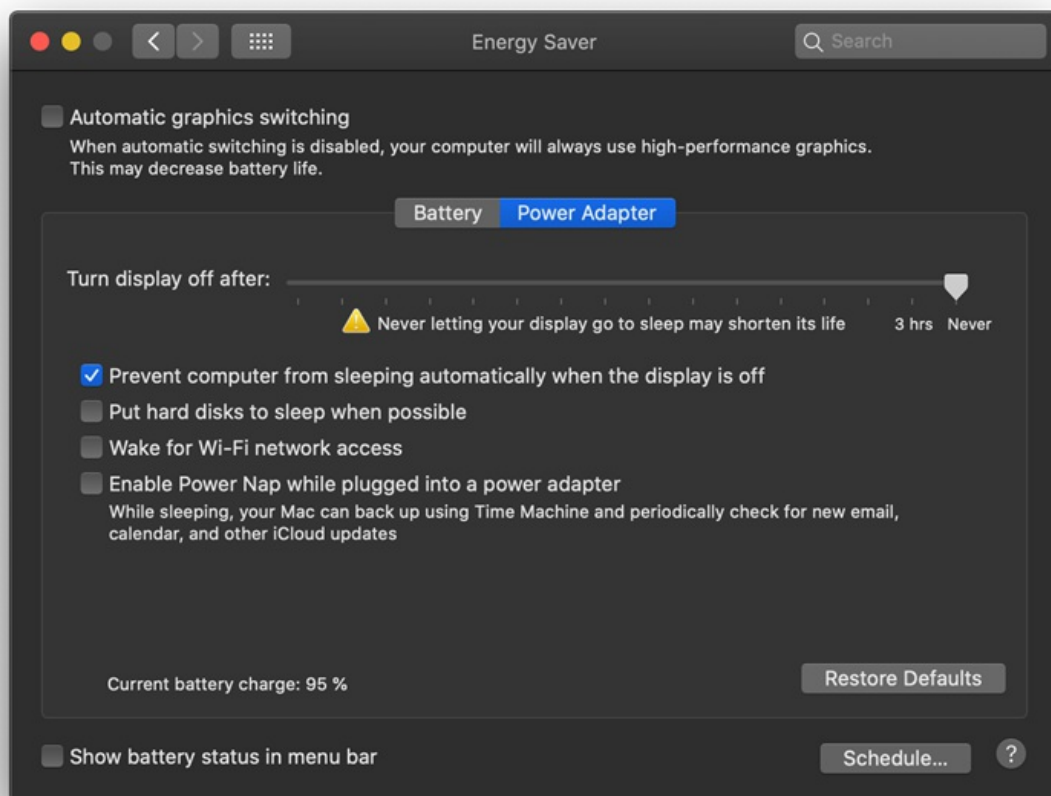 Energy Saver
Search
Automatic graphics switching
When automatic switching is disabled, your computer will always use high-performance graphics.
This may decrease battery life.
Battery
Power Adapter
Turn display off after:
Never letting your display go to sleep may shorten its life
3 hrs
Never
Prevent computer from sleeping automatically when the display is off
Put hard disks to sleep when possible
Wake for Wi-Fi network access
Enable Power Nap while plugged into a power adapter
While sleeping, your Mac can back up using Time Machine and periodically check for new email,
calendar, and other iCloud updates
Current battery charge: 95 %
Restore Defaults
Show battery status in menu bar
Schedule...
?